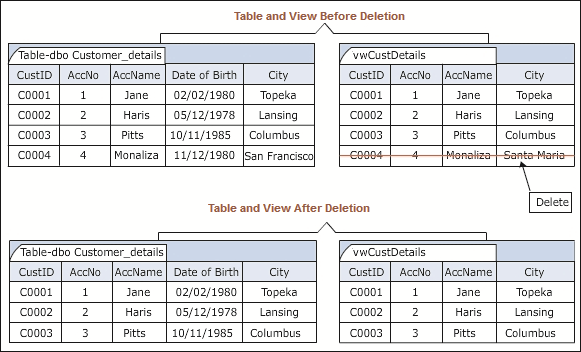 Table and View Before Deletion
Table-dbo Customer_details
CustID AccNo AccName Date of Birth City
C0001 1 Jane 02/02/1980 Topeka
C0002 2 Haris 05/12/1978 Lansing
C0003 3 Pitts 10/11/1985 Columbus
C0004 4 Monaliza 11/12/1980 San Francisco
vwCustDetails
CustID AccNo AccName City
C0001 1 Jane Topeka
C0002 2 Haris Lansing
C0003 3 Pitts Columbus
C0004 4 Monaliza Santa Maria
Delete
Table and View After Deletion
Table-dbo Customer_details
CustID AccNo AccName Date of Birth City
C0001 1 Jane 02/02/1980 Topeka
C0002 2 Haris 05/12/1978 Lansing
C0003 3 Pitts 10/11/1985 Columbus
vwCustDetails
CustID AccNo AccName City
C0001 1 Jane Topeka
C0002 2 Haris Lansing
C0003 3 Pitts Columbus